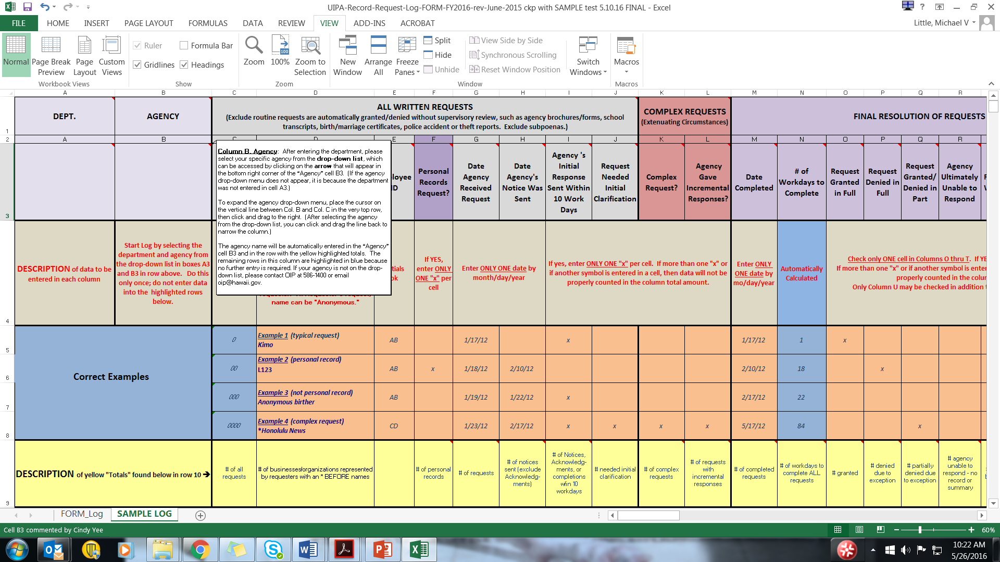 UIPA-Record-Request-Log-FORM-FY2016-rev-June-2015 ckp with SAMPLE test 5.10.16 FINAL - Excel
FILE HOME INSERT PAGE LAYOUT FORMULAS DATA REVIEW VIEW ADD-INS ACROBAT Little, Michael V
Normal Page Break Preview Page Layout Custom Views
Ruler Formula Bar
Gridlines Headings
Zoom 100% Zoom to Selection
100
New Window Arrange All Freeze Panes
Split
Hide
Unhide
View Side by Side
Synchronous Scrolling
Reset Window Position
Switch Windows Macros
Workbook Views Show Zoom Window Macros
A B C D E F G H I J K L M N O P Q R
1
DEPT.
AGENCY
ALL WRITTEN REQUESTS
(Exclude routine requests are automatically granted/denied without supervisory review, such as agency brochures/forms, school
transcripts, birth/marriage certificates, police accident or theft reports.  Exclude subpoenas.)
COMPLEX REQUESTS
(Extenuating Circumstances)
FINAL RESOLUTION OF REQUESTS
2
A B C D E F G H I J K L M N O P Q R
3
Column B. Agency:  After entering the department, please
select your specific agency from the drop-down list, which
can be accessed by clicking on the arrow that will appear in
the bottom right corner of the “Agency” cell B3.  (If the agency
drop-down menu does not appear, it is because the department
was not entered in cell A3.)
To expand the agency drop-down menu, place the cursor on
the vertical line between Col. B and Col. C in the very top row,
then click and drag to the right.  (After selecting the agency
from the drop-down list, you can click and drag the line back to
narrow the column.)
The agency name will be automatically entered in the “Agency”
cell B3 and in the row with the yellow highlighted totals.  The
remaining rows in this column are highlighted in blue because
no further entry is required. If your agency is not on the drop-
down list, please contact OIP at 586-1400 or email
oip@hawaii.gov.
loyee
ID
Personal
Records
Request?
Date
Agency
Received
Request
Date
Agency's
Notice Was
Sent
Agency 's
Initial
Response
Sent Within
10 Work
Days
Request
Needed
Initial
Clarification
Complex
Request?
Agency
Gave
Incremental
Responses?
Date
Completed
# of
Workdays to
Complete
Request
Granted
in Full
Request
Denied in
Full
Request
Granted/
Denied in
Part
Agency
Ultimately
Unable to
Respond
4
DESCRIPTION of data to be
entered in each column
Start Log by selecting the
department and agency from
the drop-down list in boxes A3
and B3 in row above.   Do this
only once; do not enter data
into the  highlighted rows
below.
name can be "Anonymous."
tials
ok
If YES,
enter ONLY
ONE "x" per
cell
Enter ONLY ONE date by
month/day/year
If yes, enter ONLY ONE "x" per cell.  If more than one "x" or
if another symbol is entered in a cell, then data will not be
properly counted in the column total amount.
Enter ONLY
ONE date by
mo/day/year
Automatically
Calculated
Check only ONE cell in Columns O thru T.  If YE
If more than one "x" or if another symbol is enter
properly counted in the colum
Only Column U may be checked in addition t
Correct Examples
5
0 Example 1 (typical request)
Kimo AB 1/17/12 x 1/17/12 1 x
6
00 Example 2 (personal record)
L123 AB x 1/18/12 2/10/12 2/10/12 18 x
7
000 Example 3 (not personal record)
Anonymous birther AB 1/19/12 1/22/12 x 2/17/12 22
8
0000 Example 4 (complex request)
*Honolulu News CD 1/23/12 2/17/12 x x x x 5/17/12 84 x
9
DESCRIPTION of yellow "Totals" found below in row 10 ➔
# of all
requests
# of businesses/organizations represented
by requesters with an * BEFORE names
# of personal
records
# of requests
# of notices
sent (exclude
Acknowledg-
ments)
# of Notices,
Acknowledg-
ments, or
completions
w/in 10
workdays
# needed initial
clarification
# of complex
requests
# of requests
with
incremental
responses
# of completed
requests
# of workdays to
complete ALL
requests
# granted
# denied
due to
exception
# partially
denied due
to exception
# agency
unable to
respond - no
record or
summary
FORM_Log SAMPLE LOG
Cell B3 commented by Cindy Yee
60%
10:22 AM
5/26/2016